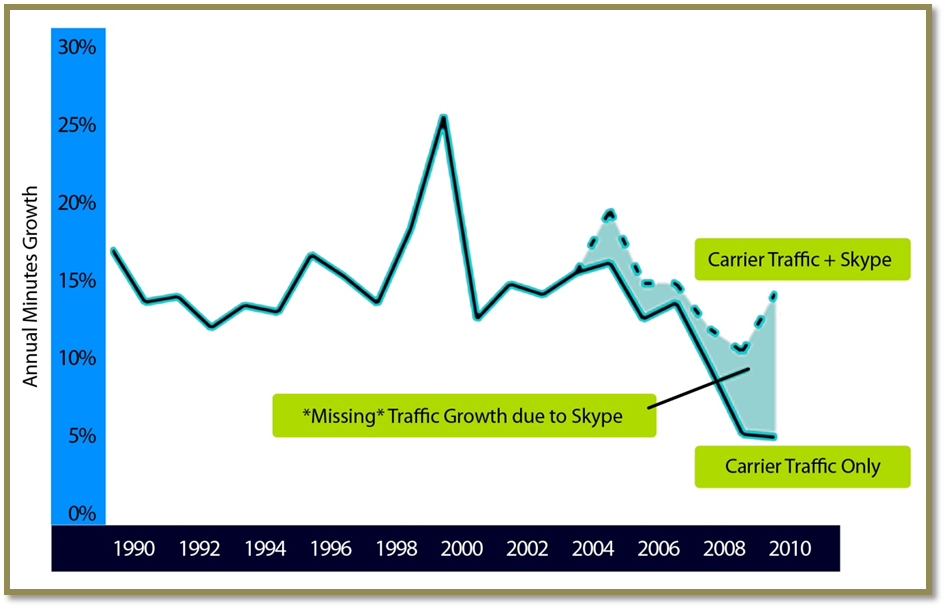 Annual Minutes Growth
30%
25%
20%
15%
10%
5%
0%
Carrier Traffic + Skype
*Missing* Traffic Growth due to Skype
Carrier Traffic Only
1990 1992 1994 1996 1998 2000 2002 2004 2006 2008 2010